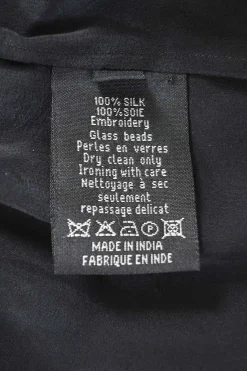 100% SILK
100% SOIE
Embroidery
Glass beads
Perles en verres
Dry clean only
Ironing with care
Nettoyage à sec
seulement
repassage délicat
MADE IN INDIA
FABRIQUE EN INDE